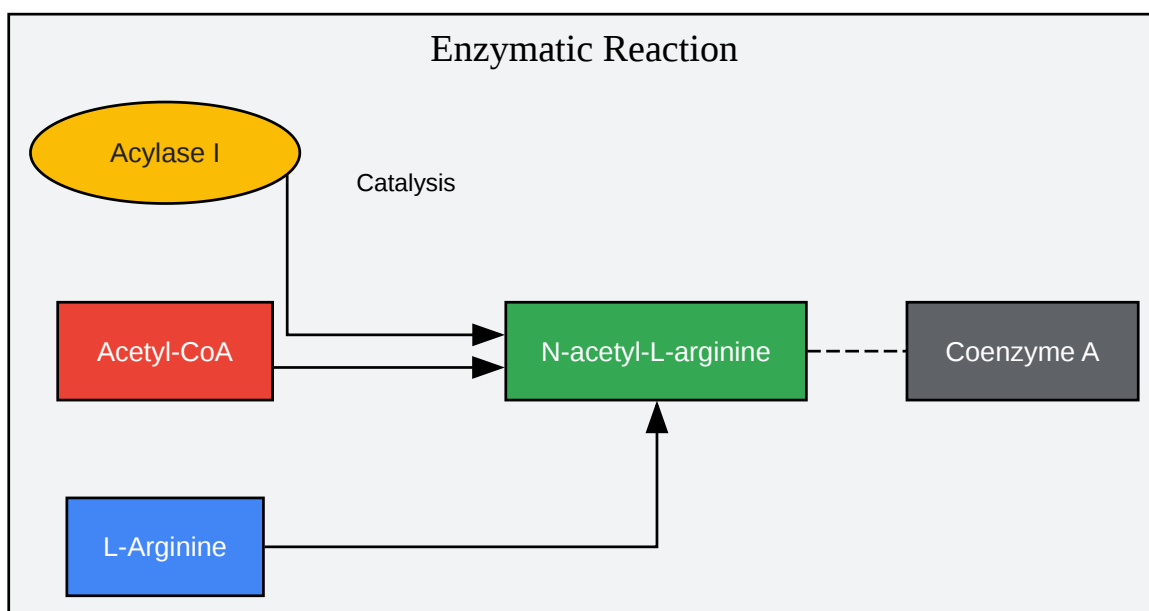 Enzymatic Reaction
Acylase I
Catalysis
Acetyl-CoA
N-acetyl-L-arginine
Coenzyme A
L-Arginine